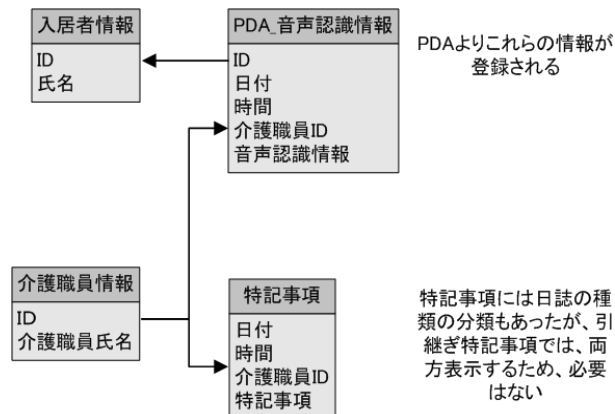 入居者情報
ID
氏名
PDA_音声認識情報
ID
日付
時間
介護職員ID
音声認識情報
PDAよりこれらの情報が
登録される
介護職員情報
ID
介護職員氏名
特記事項
日付
時間
介護職員ID
特記事項
特記事項には日誌の種
類の分類もあったが、引
継ぎ特記事項では、両
方表示するため、必要
はない